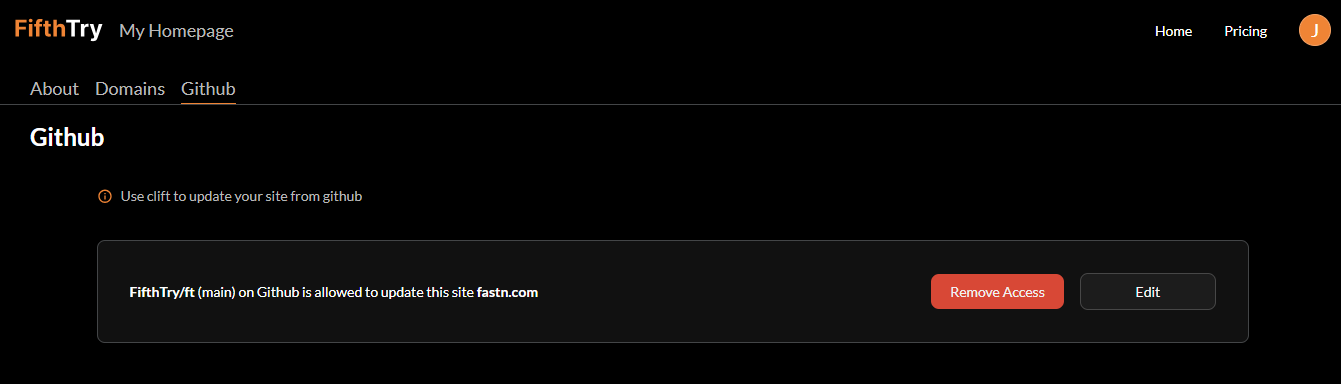 FifthTry My Homepage Home Pricing J
About Domains Github
Github
Use clift to update your site from github
FifthTry/ft (main) on Github is allowed to update this site fastn.com Remove Access Edit